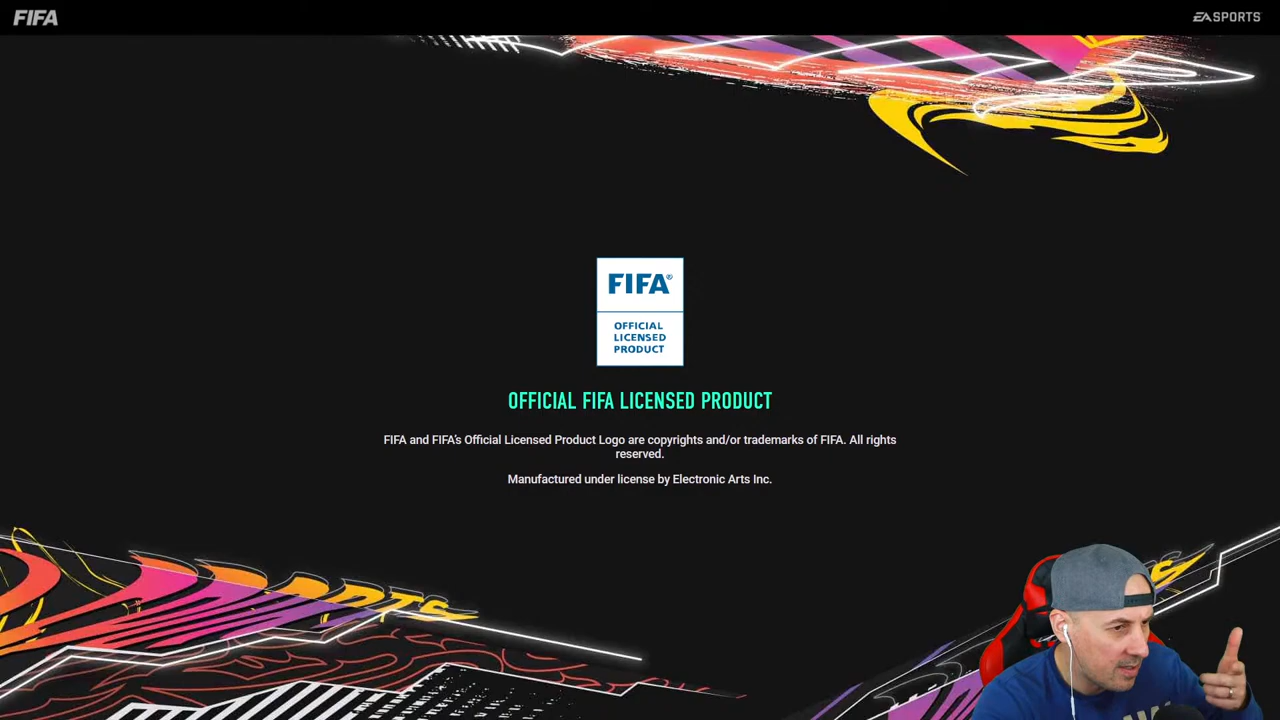 FIFA
EA SPORTS
FIFA®
OFFICIAL
LICENSED
PRODUCT
OFFICIAL FIFA LICENSED PRODUCT
FIFA and FIFA's Official Licensed Product Logo are copyrights and/or trademarks of FIFA. All rights
reserved.
Manufactured under license by Electronic Arts Inc.